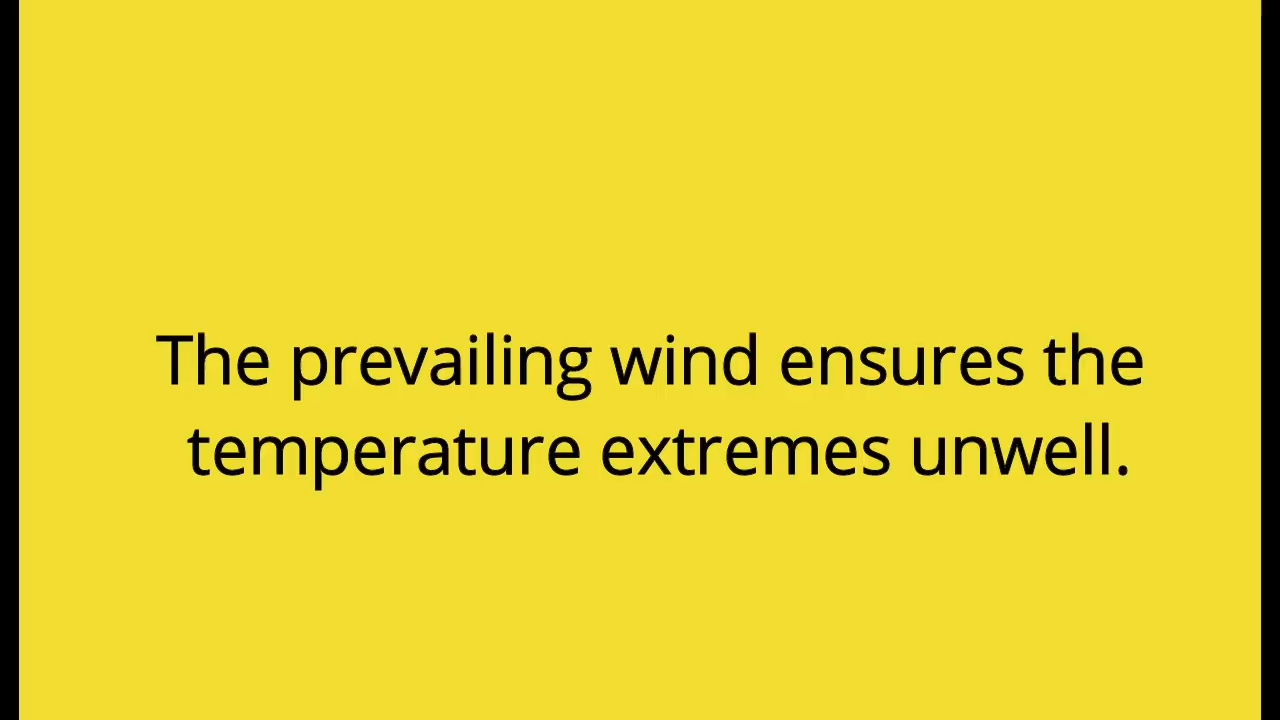 The prevailing wind ensures the
temperature extremes unwell.